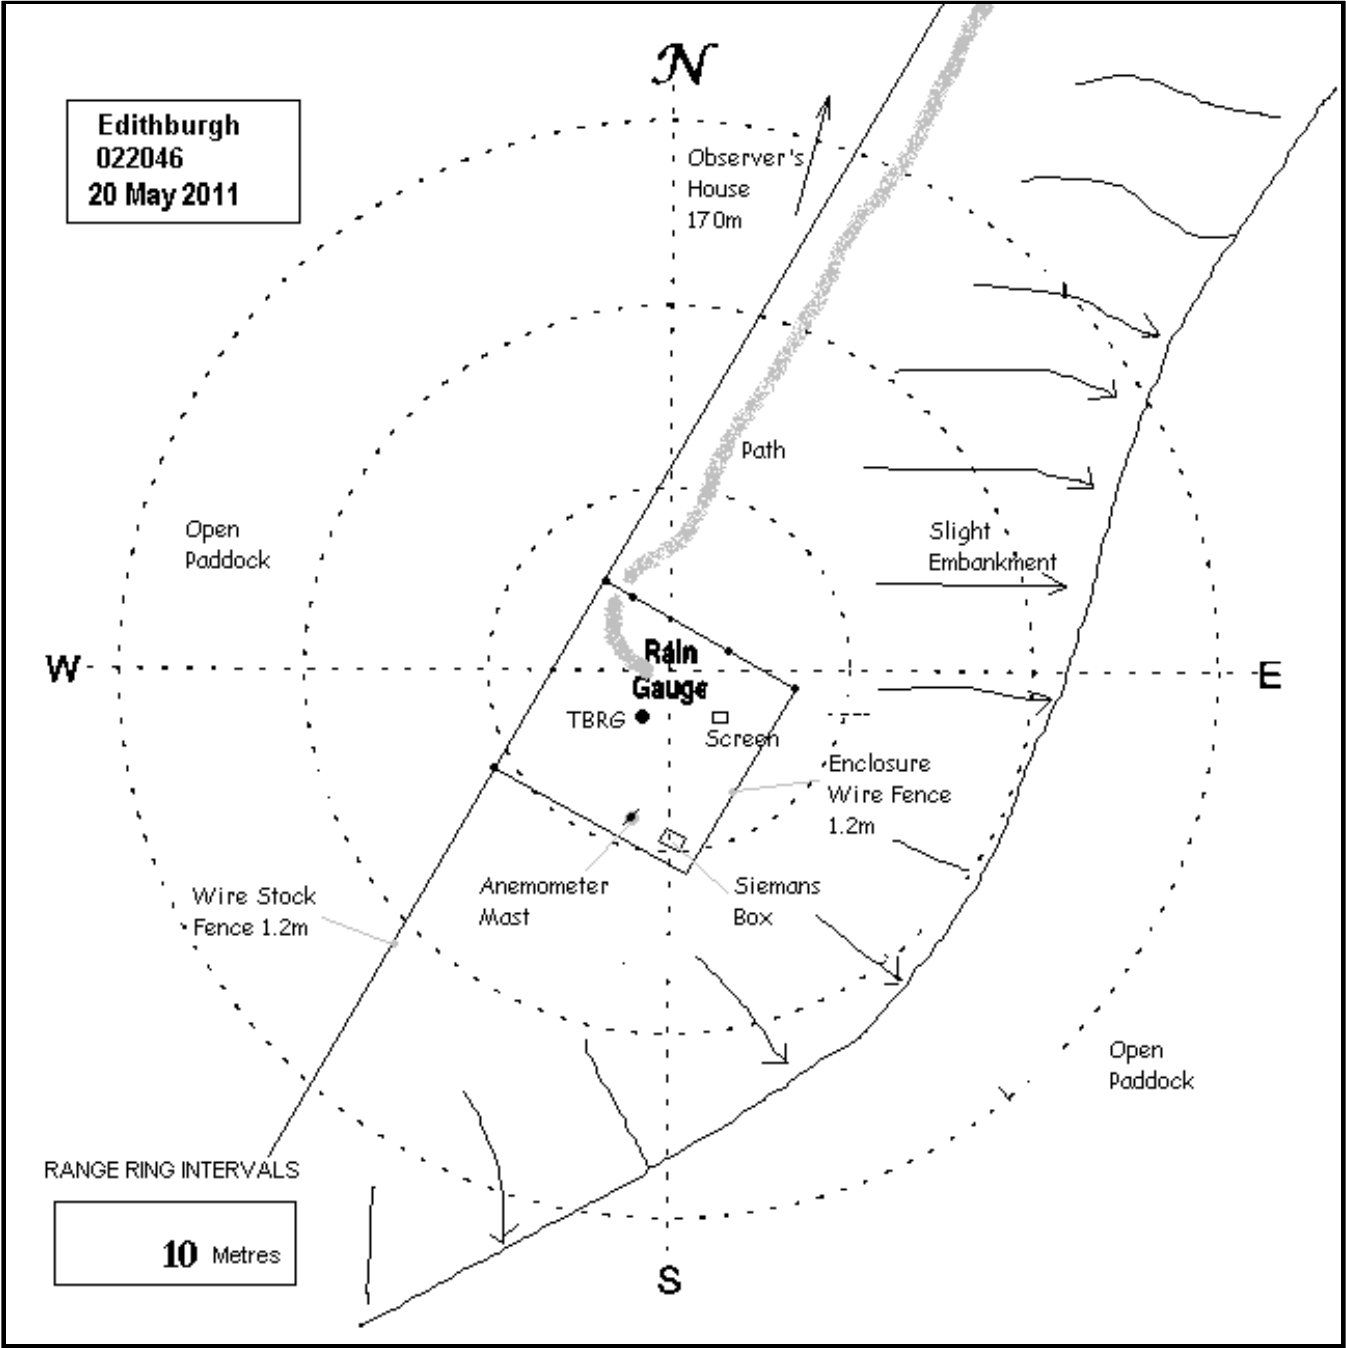 N
Edithburgh
022046
20 May 2011
Observer's
House
170m
Path
Open
Paddock
Slight
Embankment
W
E
Rain
Gauge
TBRG
Screen
Enclosure
Wire Fence
1.2m
Anemometer
Mast
Siemans
Box
Wire Stock
Fence 1.2m
Open
Paddock
RANGE RING INTERVALS
10 Metres
S